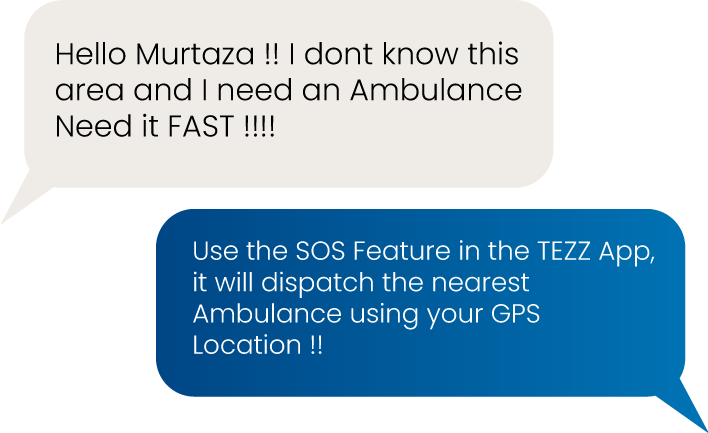 Hello Murtaza !! I dont know this
area and I need an Ambulance
Need it FAST !!!!
Use the SOS Feature in the TEZZ App,
it will dispatch the nearest
Ambulance using your GPS
Location !!